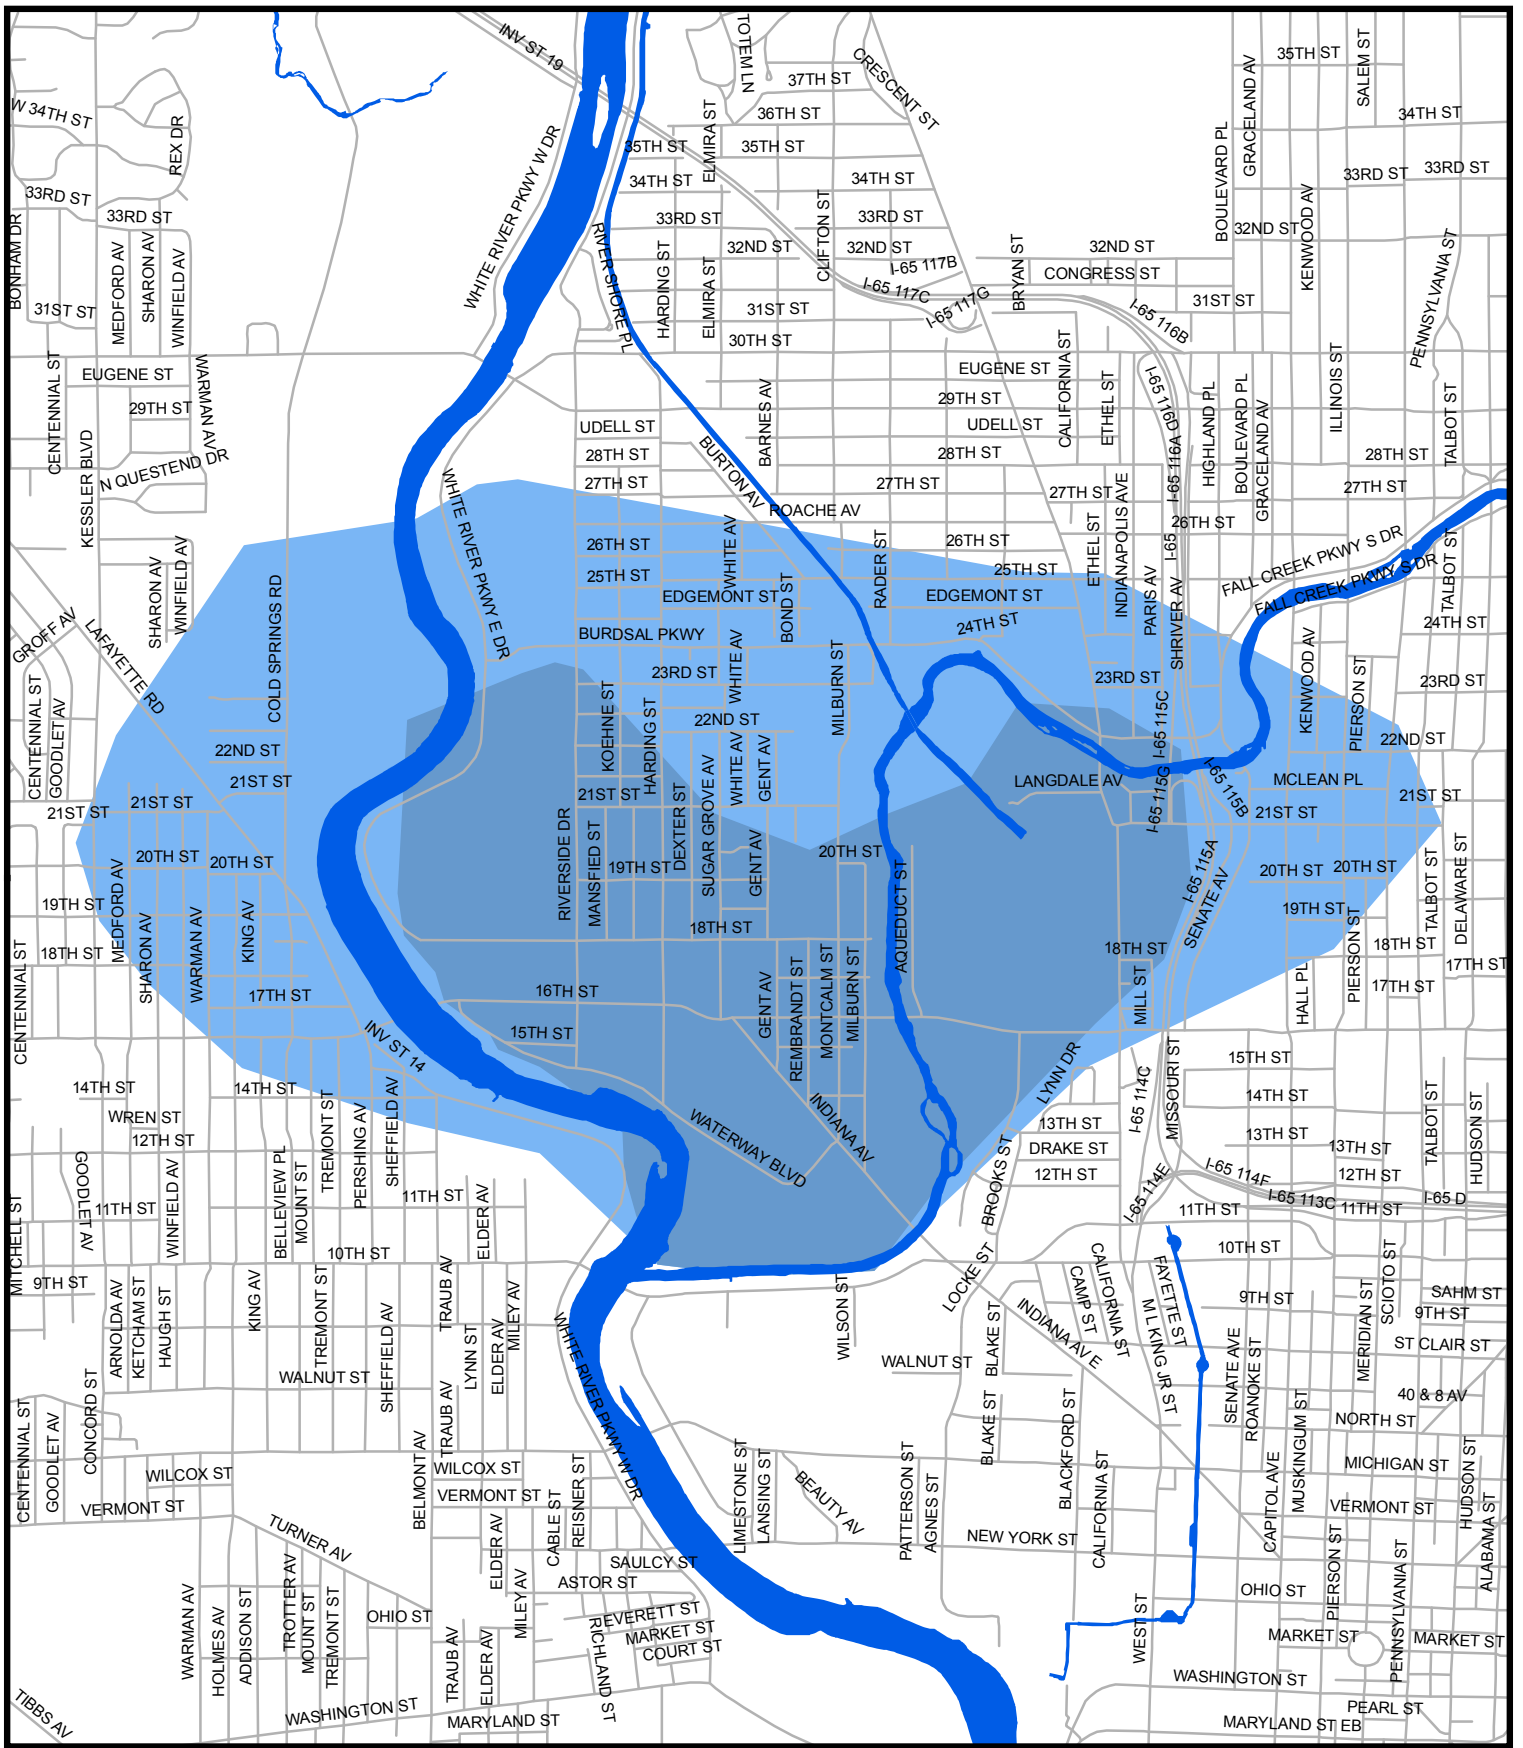 INV ST 19
TOTEM LN
37TH ST
CRESCENT ST
35TH ST
SALEM ST
GRACELAND AV
W 34TH ST
REX DR
36TH ST
34TH ST
WHITE RIVER PKWY W DR
35TH ST
ELMIRA ST
35TH ST
BOULEVARD PL
33RD ST
34TH ST
34TH ST
33RD ST
33RD ST
BONHAM DR
33RD ST
MEDFORD AV
SHARON AV
WINFIELD AV
RIVER SHORE PL
33RD ST
CLIFTON ST
33RD ST
32ND ST
KENWOOD AV
PENNSYLVANIA ST
HARDING ST
ELMIRA ST
32ND ST
32ND ST
I-65 117B
BRYAN ST
32ND ST
CONGRESS ST
31ST ST
31ST ST
I-65 117C
I-65 117G
31ST ST
I-65 116B
30TH ST
CENTENNIAL ST
EUGENE ST
WARMAN AV
29TH ST
KESSLER BLVD
N QUESTEND DR
BARNES AV
EUGENE ST
29TH ST
UDELL ST
CALIFORNIA ST
ETHEL ST
I-65 116D
I-65 116A
HIGHLAND PL
BOULEVARD PL
GRACELAND AV
ILLINOIS ST
TALBOT ST
UDELL ST
28TH ST
27TH ST
BURTON AV
28TH ST
27TH ST
28TH ST
27TH ST
WHITE RIVER PKWY E DR
ROACHE AV
27TH ST
INDIANAPOLIS AVE
I-65
26TH ST
26TH ST
25TH ST
WHITE AV
RADER ST
26TH ST
25TH ST
ETHEL ST
FALL CREEK PKWY S DR
FALL CREEK PKWY S DR
TALBOT ST
SHARON AV
WINFIELD AV
COLD SPRINGS RD
GROFF AV
LAFAYETTE RD
EDGEMONT ST
BOND ST
EDGEMONT ST
PARIS AV
SHRIVER AV
BURDSAL PKWY
24TH ST
24TH ST
WHITE AV
MILBURN ST
23RD ST
23RD ST
KENWOOD AV
PIERSON ST
23RD ST
CENTENNIAL ST
GOODLET AV
KOEHNE ST
HARDING ST
22ND ST
I-65 115C
22ND ST
22ND ST
WHITE AV
GENT AV
SUGAR GROVE AV
21ST ST
21ST ST
21ST ST
21ST ST
DEXTER ST
LANGDALE AV
I-65 115G
I-65 115B
MCLEAN PL
21ST ST
21ST ST
RIVERSIDE DR
MANSFIED ST
19TH ST
GENT AV
20TH ST
AQUEDUCT ST
I-65 115A
SENATE AV
20TH ST
20TH ST
TALBOT ST
DELAWARE ST
20TH ST
20TH ST
MEDFORD AV
19TH ST
SHARON AV
WARMAN AV
KING AV
18TH ST
18TH ST
18TH ST
19TH ST
PIERSON ST
18TH ST
17TH ST
CENTENNIAL ST
17TH ST
16TH ST
GENT AV
REMBRANDT ST
MONTCALM ST
MILBURN ST
MILL ST
HALL PL
17TH ST
INV ST 14
15TH ST
LYNN DR
MISSOURI ST
15TH ST
14TH ST
14TH ST
TREMONT ST
PERSHING AV
SHEFFIELD AV
WREN ST
12TH ST
WATERWAY BLVD
INDIANA AV
I-65 114C
14TH ST
13TH ST
13TH ST
13TH ST
DRAKE ST
12TH ST
12TH ST
TALBOT ST
HUDSON ST
GOODLET AV
WINFIELD AV
BELLEVIEW PL
MOUNT ST
11TH ST
11TH ST
ELDER AV
BROOKS ST
I-65 114E
I-65 114F
I-65 113C
I-65 D
11TH ST
11TH ST
MITCHELL ST
9TH ST
10TH ST
10TH ST
ARNOLDA AV
KETCHAM ST
HAUGH ST
KING AV
TREMONT ST
SHEFFIELD AV
TRAUB AV
LYNN ST
ELDER AV
MILEY AV
WHITE RIVER PKWY W DR
WILSON ST
LOCKE ST
CAMP ST
CALIFORNIA ST
FAYETTE ST
M L KING JR ST
INDIANA AV E
BLAKE ST
9TH ST
MERIDIAN ST
SCIOTO ST
SAHM ST
9TH ST
ST CLAIR ST
WALNUT ST
WALNUT ST
SENATE AVE
ROANOKE ST
40 & 8 AV
NORTH ST
CENTENNIAL ST
GOODLET AV
CONCORD ST
WILCOX ST
VERMONT ST
BELMONT AV
TRAUB AV
WILCOX ST
VERMONT ST
CABLE ST
REISNER ST
LIMESTONE ST
LANSING ST
BEAUTY AV
PATTERSON ST
AGNES ST
BLAKE ST
BLACKFORD ST
CALIFORNIA ST
CAPITOL AVE
MUSKINGUM ST
MICHIGAN ST
VERMONT ST
HUDSON ST
ALABAMA ST
TURNER AV
NEW YORK ST
ELDER AV
SAULCY ST
ASTOR ST
WARMAN AV
HOLMES AV
ADDISON ST
TROTTER AV
MOUNT ST
TREMONT ST
OHIO ST
MILEY AV
TRAUB AV
ELDER AV
EVERETT ST
MARKET ST
COURT ST
RICHLAND ST
WEST ST
OHIO ST
PIERSON ST
PENNSYLVANIA ST
MARKET ST
MARKET ST
WASHINGTON ST
TIBBS AV
WASHINGTON ST
MARYLAND ST
PEARL ST
MARYLAND ST EB